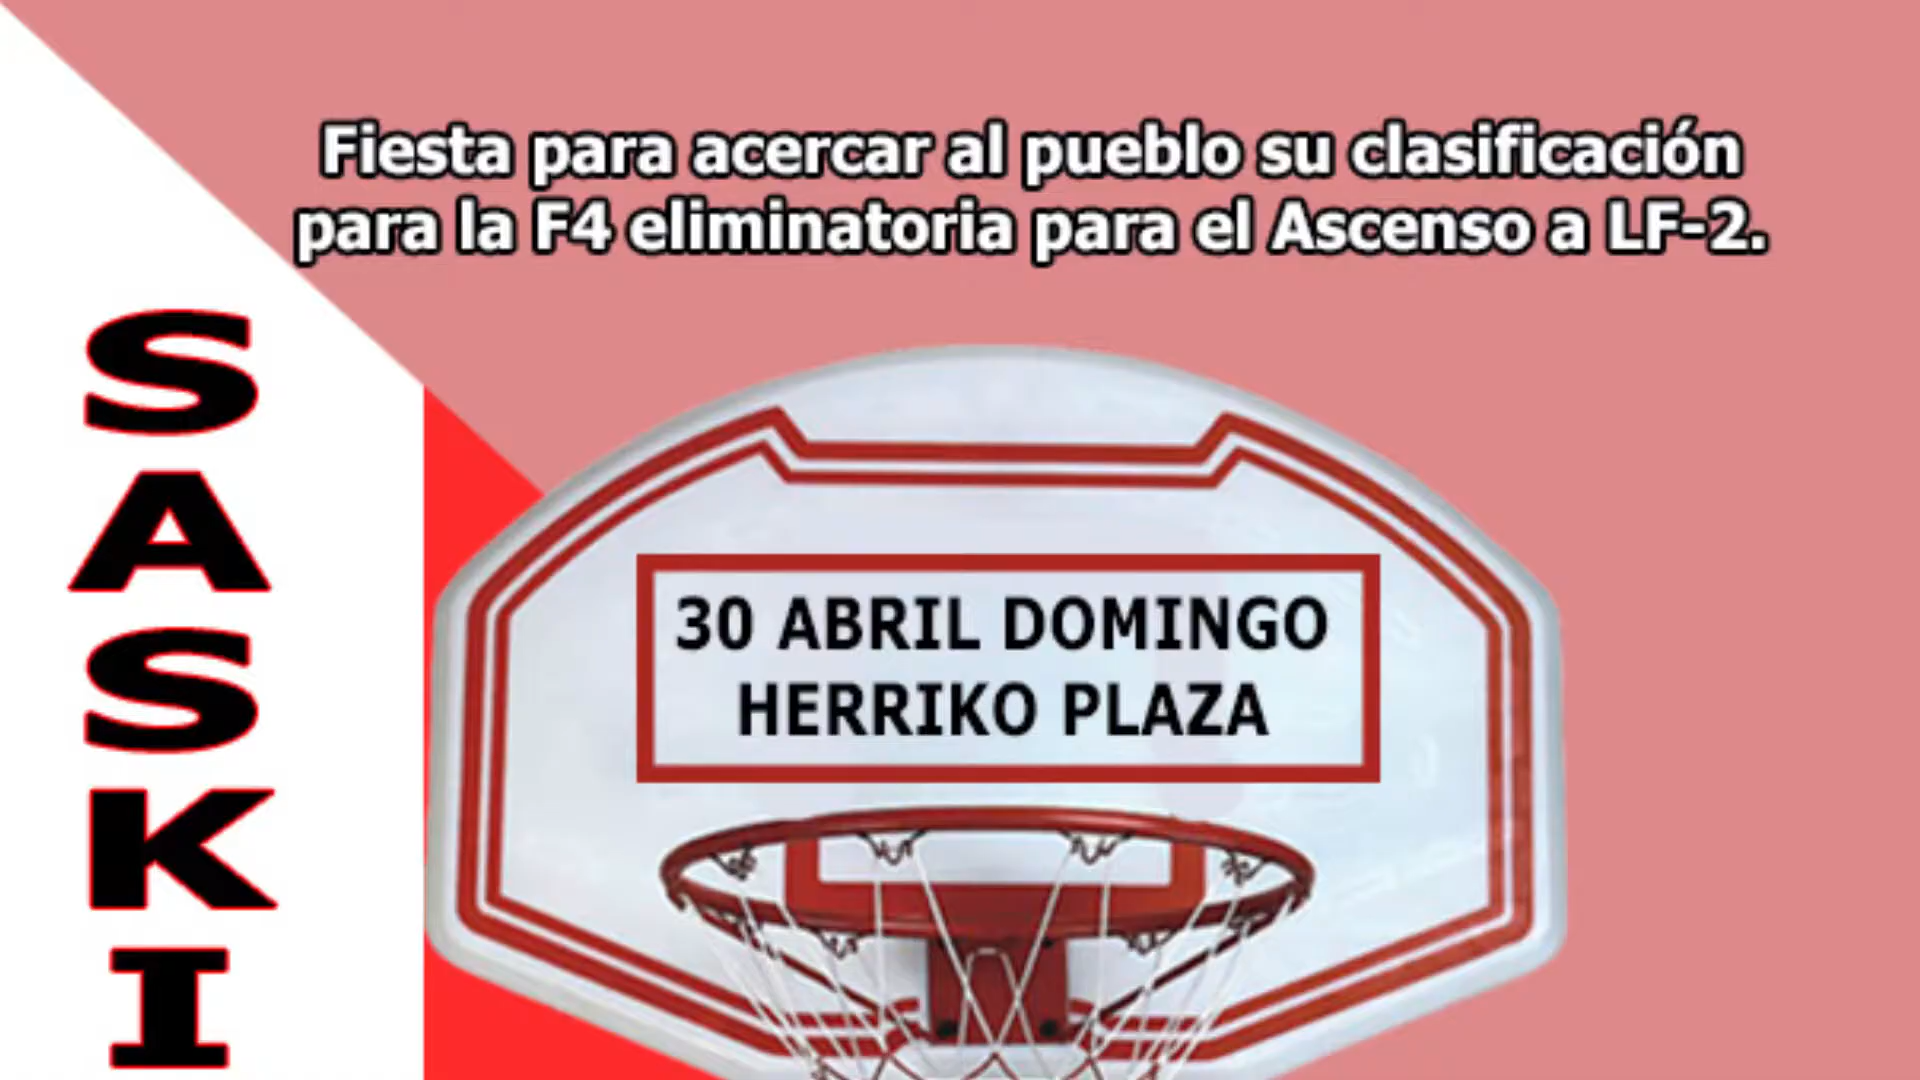 Fiesta para acercar al pueblo su clasificación
para la F4 eliminatoria para el Ascenso a LF-2.
SASKI
30 ABRIL DOMINGO
HERRIKO PLAZA